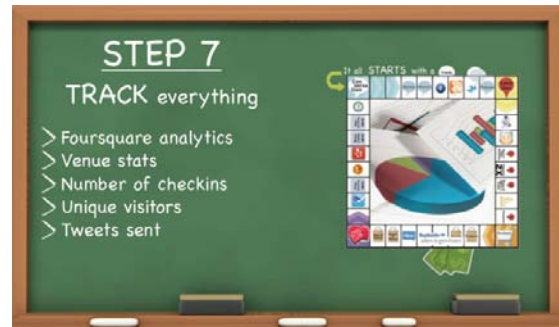 STEP 7
TRACK everything
> Foursquare analytics
> Venue stats
> Number of checkins
> Unique visitors
> Tweets sent
It all STARTS with a